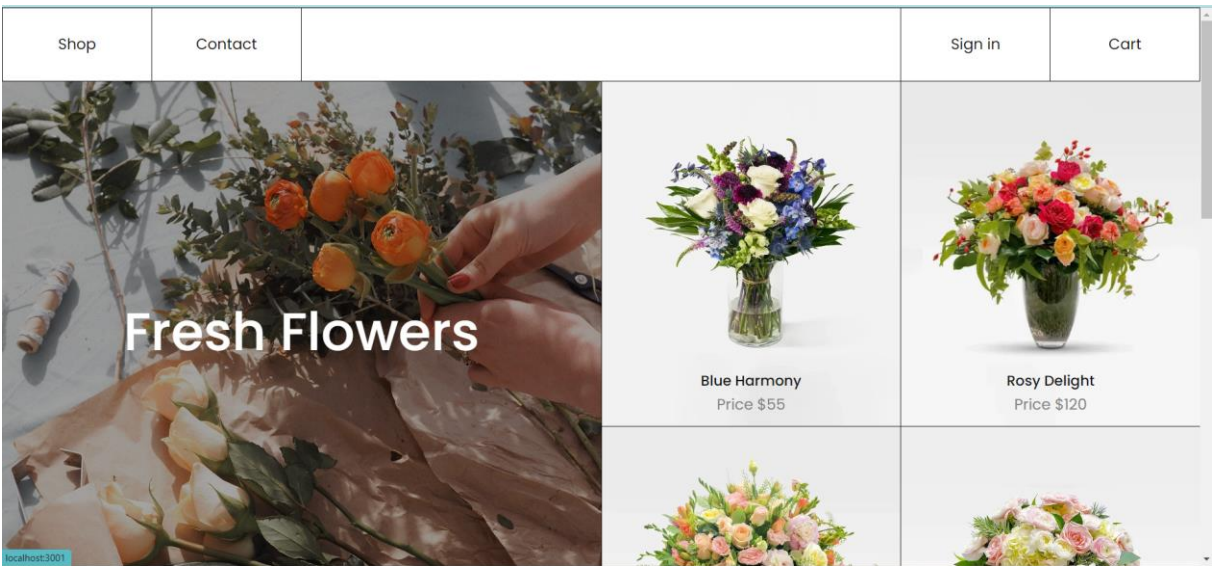 Shop
Contact
Sign in
Cart
Fresh Flowers
Blue Harmony
Price $55
Rosy Delight
Price $120
localhost:3001